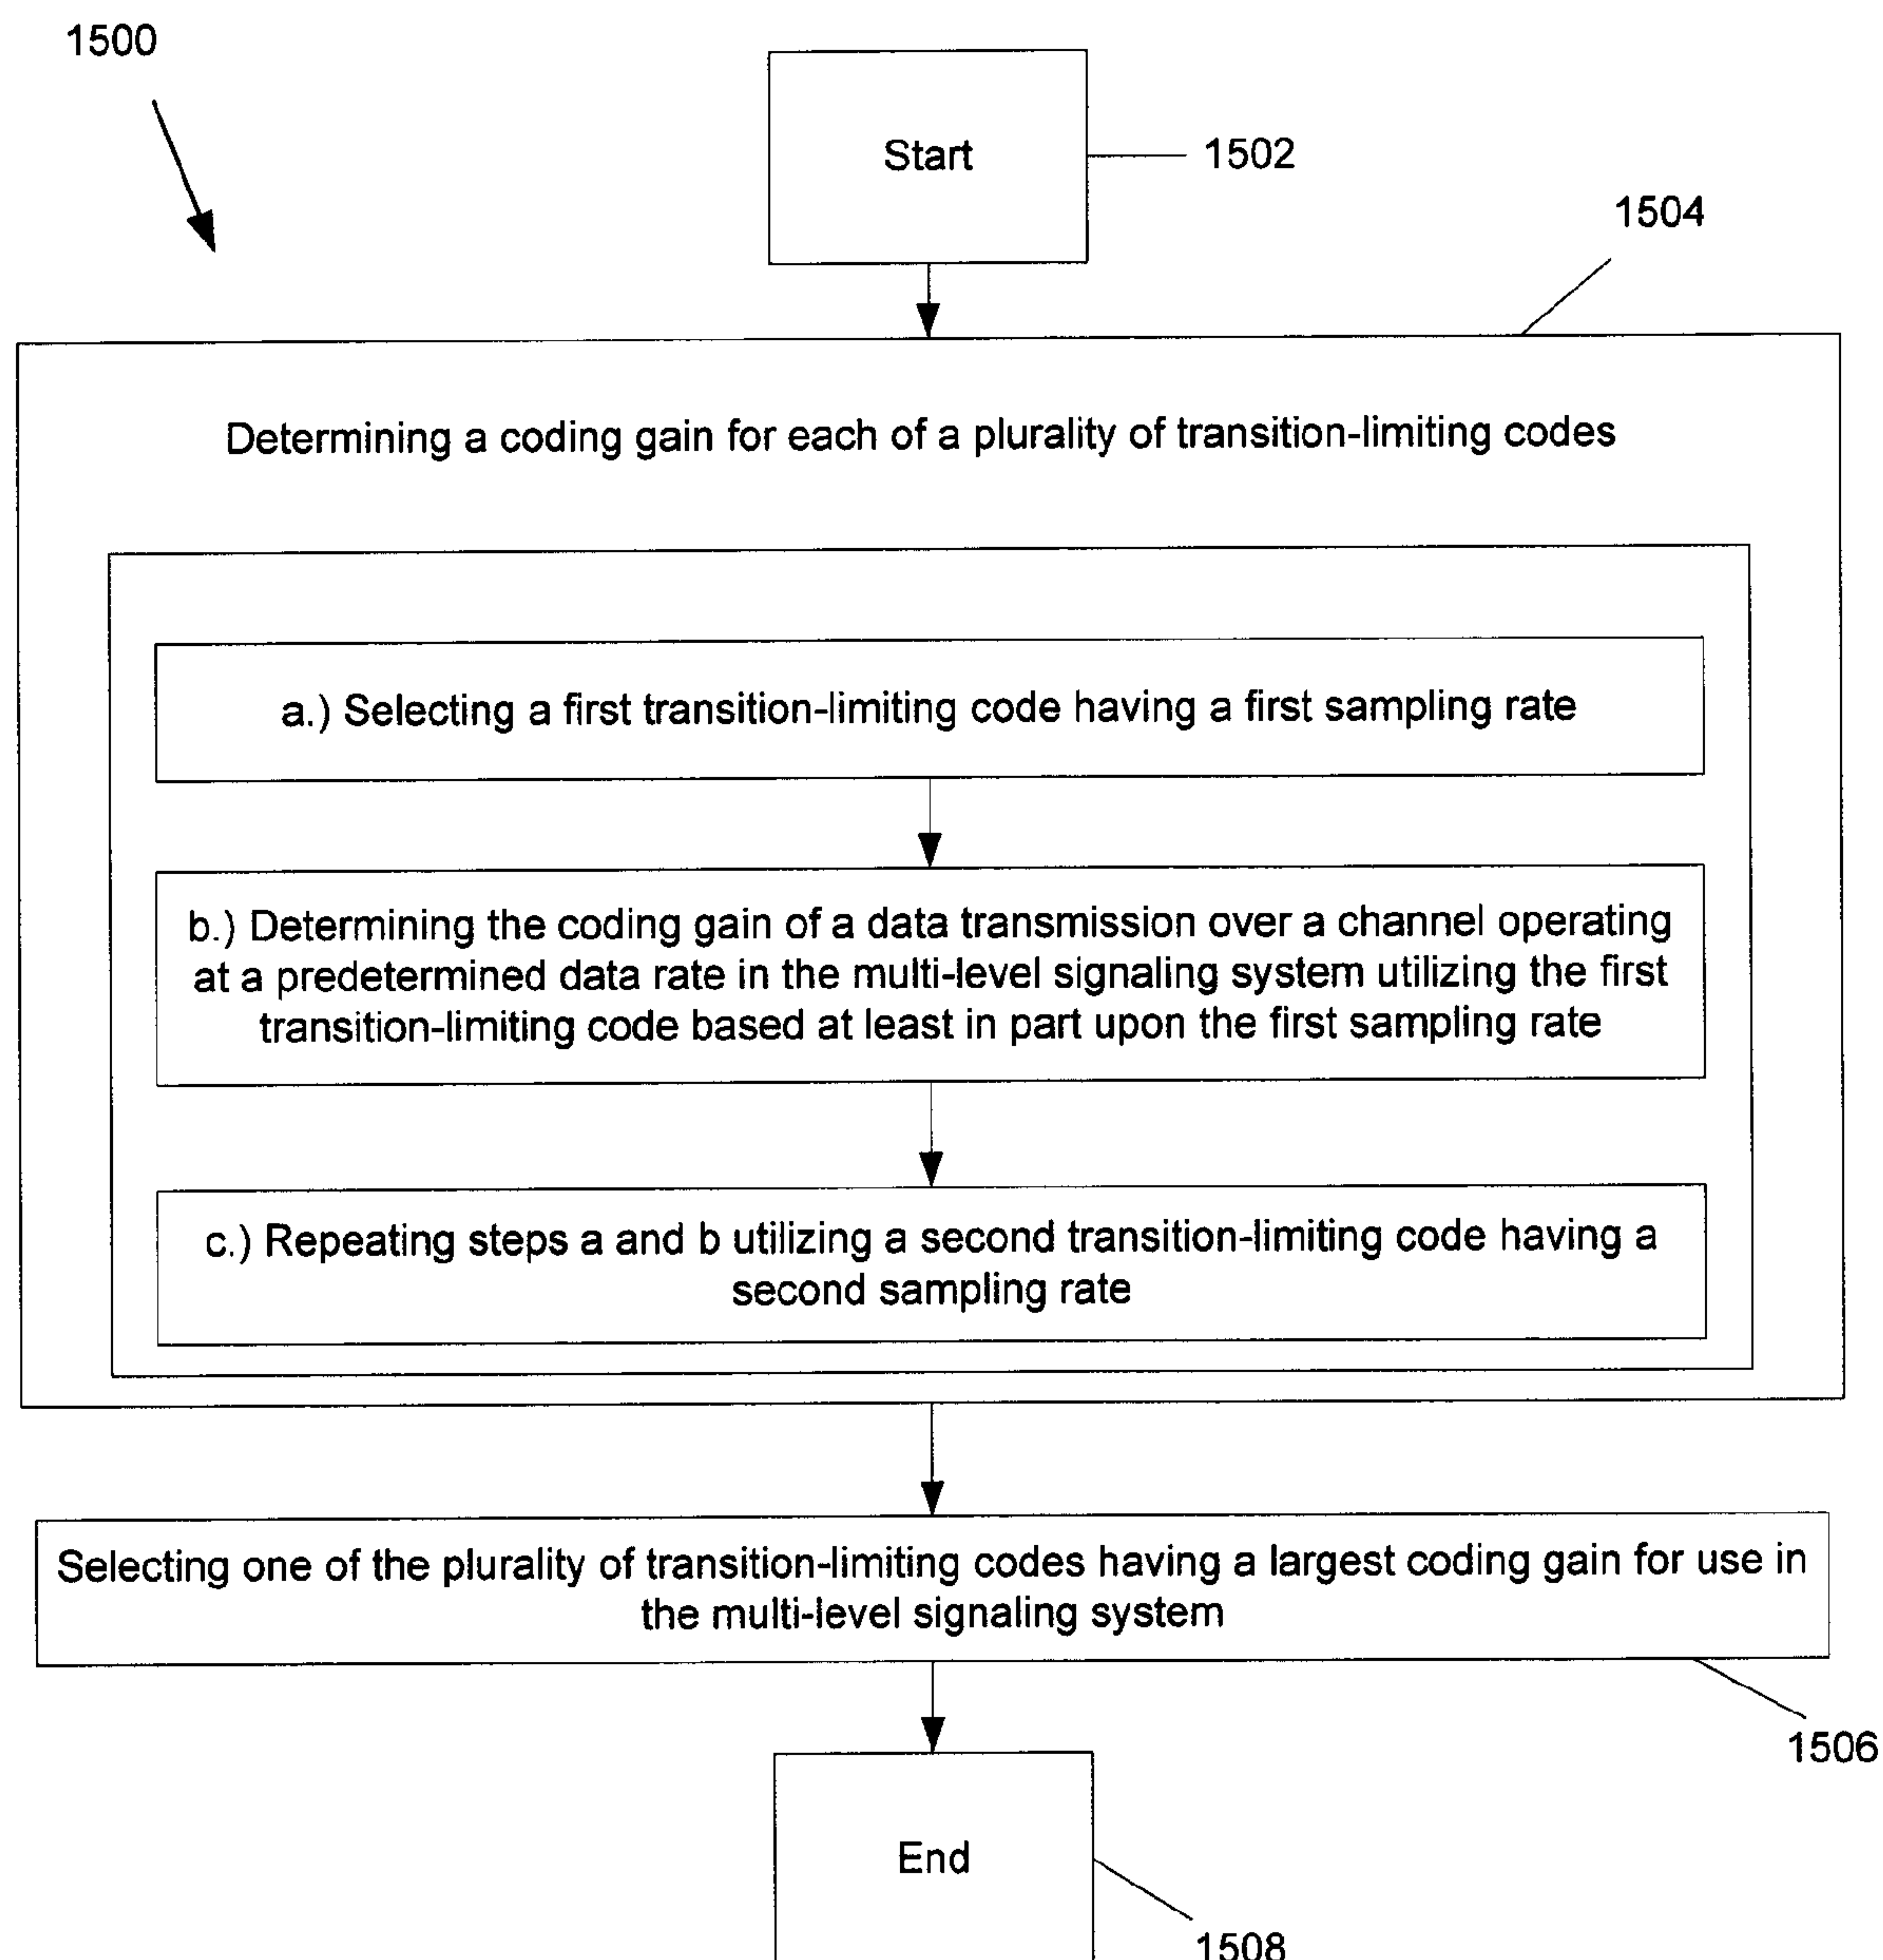 1500
Start
1502
1504
Determining a coding gain for each of a plurality of transition-limiting codes
a.) Selecting a first transition-limiting code having a first sampling rate
b.) Determining the coding gain of a data transmission over a channel operating
at a predetermined data rate in the multi-level signaling system utilizing the first
transition-limiting code based at least in part upon the first sampling rate
c.) Repeating steps a and b utilizing a second transition-limiting code having a
second sampling rate
Selecting one of the plurality of transition-limiting codes having a largest coding gain for use in
the multi-level signaling system
1506
End
1508